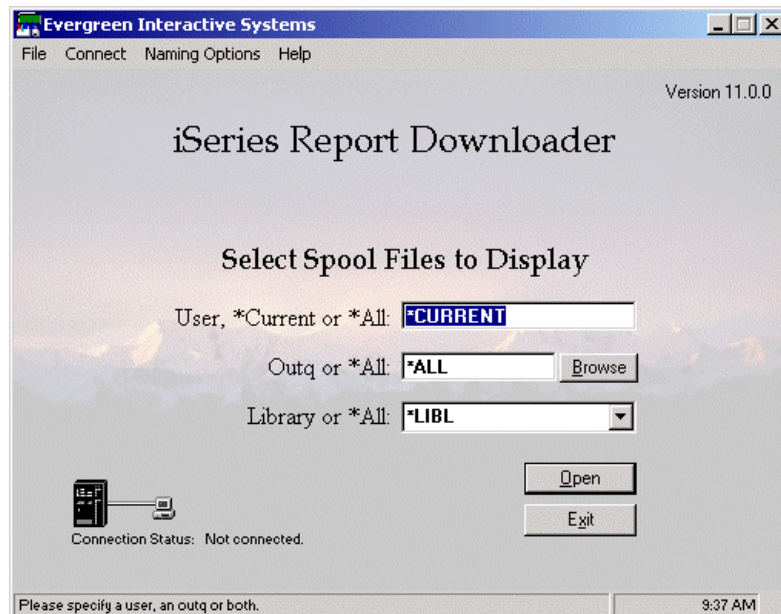 Evergreen Interactive Systems
File Connect Naming Options Help
Version 11.0.0
iSeries Report Downloader
Select Spool Files to Display
User, *Current or *All: *CURRENT
Outq or *All: *ALL Browse
Library or *All: *LIBL
Open
Exit
Connection Status: Not connected.
Please specify a user, an outq or both. 9:37 AM